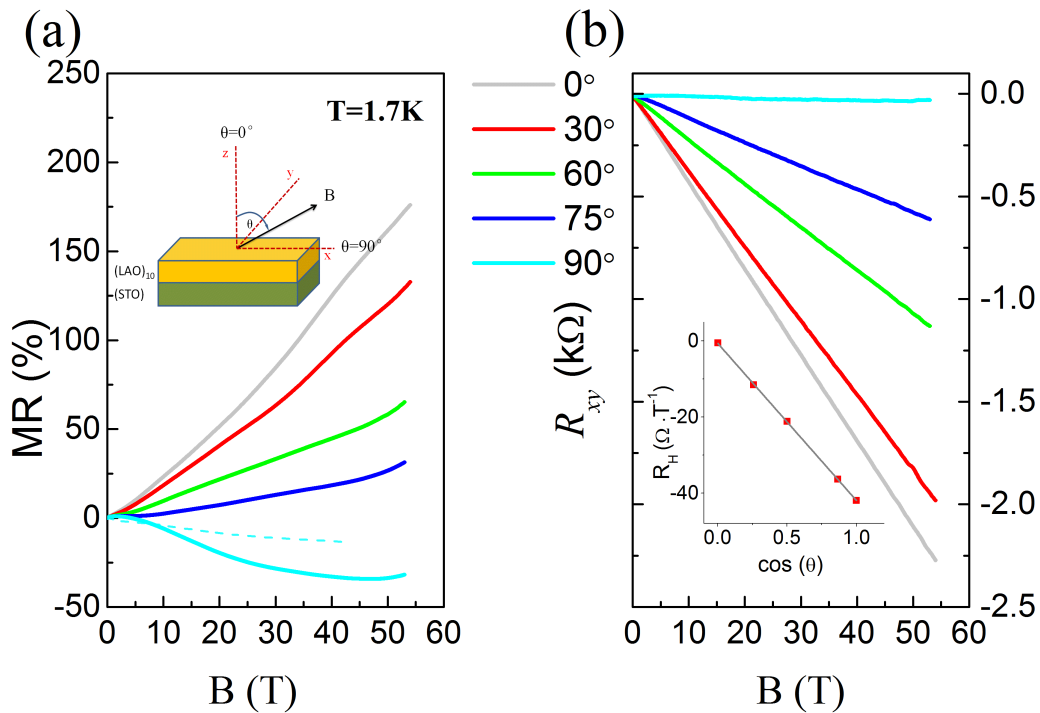 (a)
MR (%)
250
200
150
100
50
0
-50
0 10 20 30 40 50 60
B (T)
T=1.7K
θ=0°
z
y
B
θ
θ=90°
x
(LAO)10
(STO)
0°
30°
60°
75°
90°
(b)
Rxy (kΩ)
0.0
-0.5
-1.0
-1.5
-2.0
-2.5
0 10 20 30 40 50 60
B (T)
RH (Ω·T-1)
0
-20
-40
0.0 0.5 1.0
cos (θ)